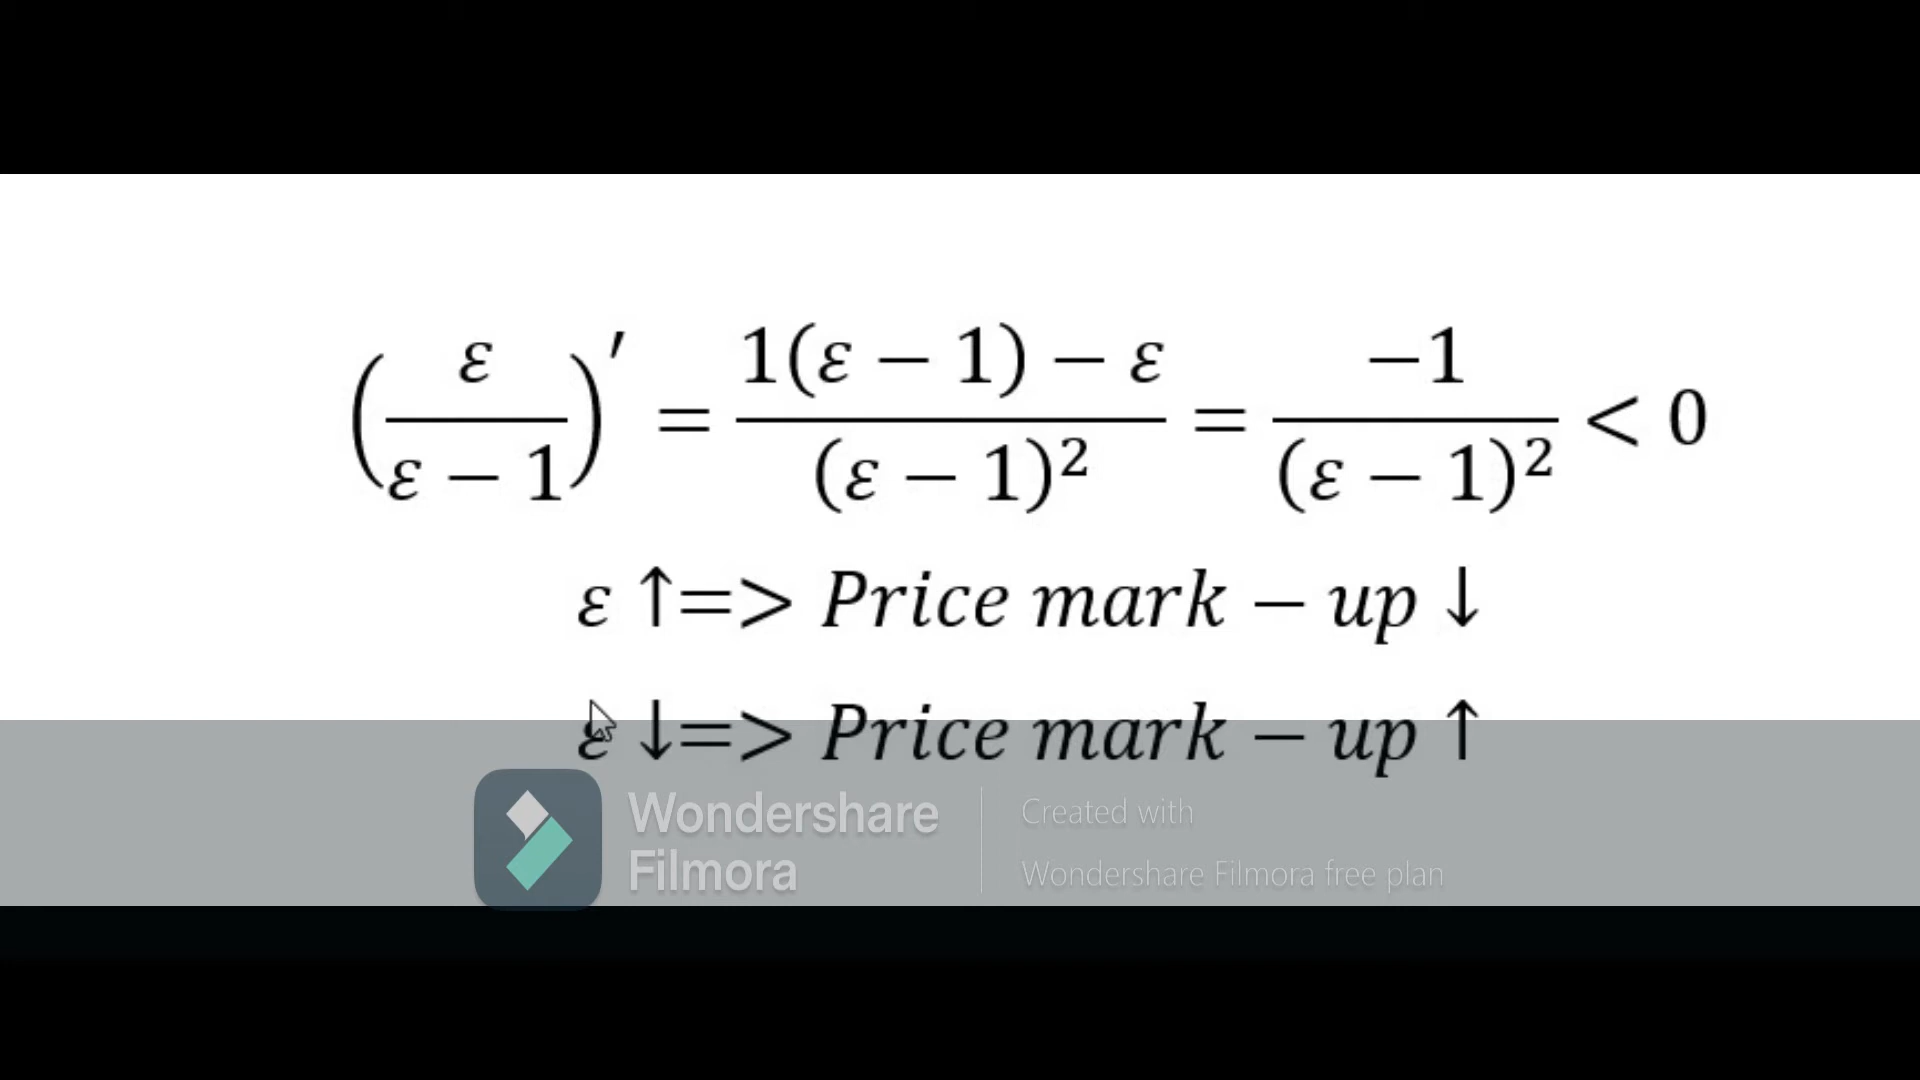 (ε/(ε − 1))′ = (1(ε − 1) − ε)/(ε − 1)² = −1/(ε − 1)² < 0
ε ↑=> Price mark − up ↓
ε ↓=> Price mark − up ↑
Wondershare
Filmora
Created with
Wondershare Filmora free plan